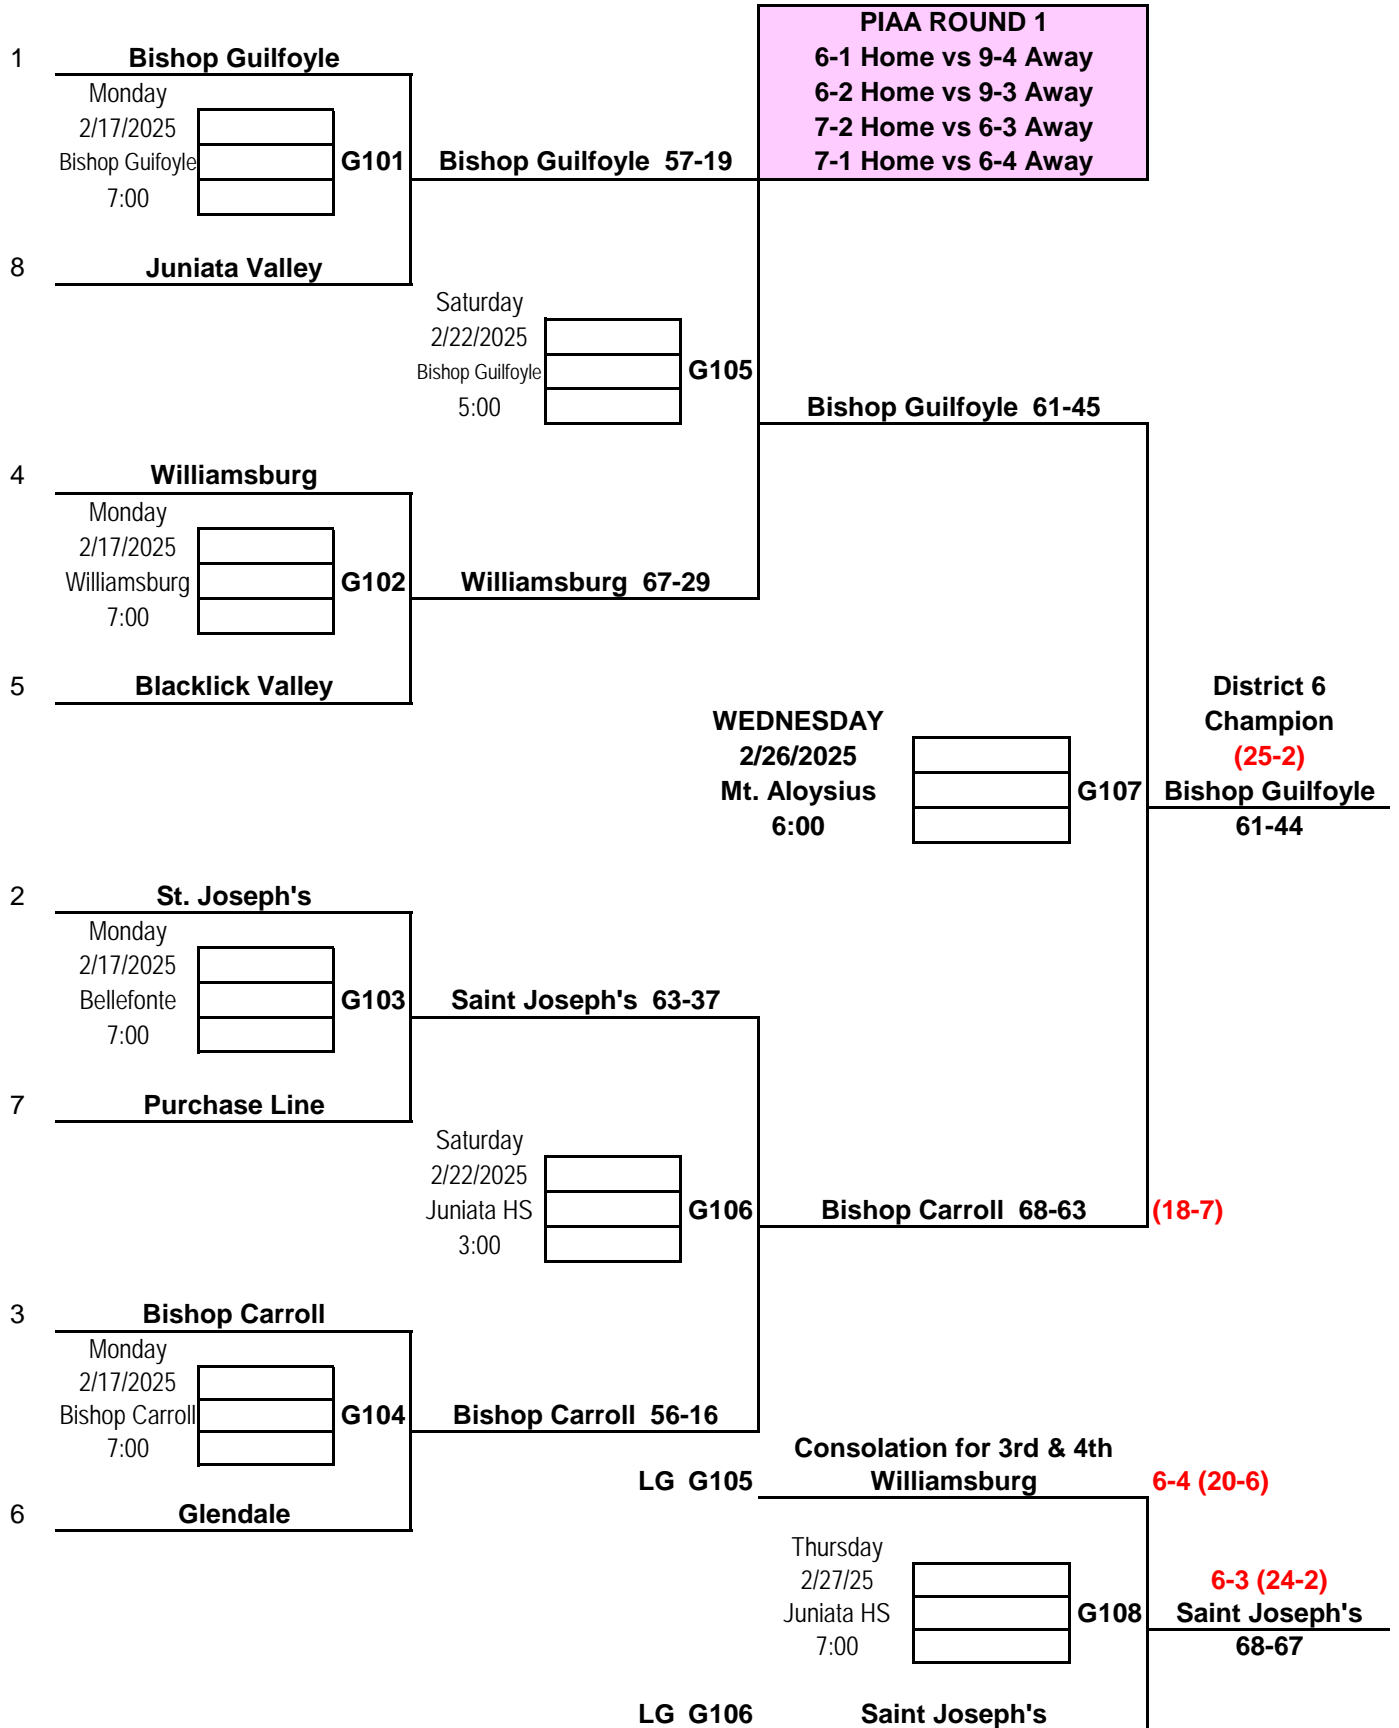 PIAA ROUND 1
6-1 Home vs 9-4 Away
6-2 Home vs 9-3 Away
7-2 Home vs 6-3 Away
7-1 Home vs 6-4 Away
1 Bishop Guilfoyle
Monday
2/17/2025
Bishop Guifoyle
7:00
G101
Bishop Guilfoyle 57-19
8 Juniata Valley
Saturday
2/22/2025
Bishop Guilfoyle
5:00
G105
Bishop Guilfoyle 61-45
4 Williamsburg
Monday
2/17/2025
Williamsburg
7:00
G102
Williamsburg 67-29
5 Blacklick Valley
WEDNESDAY
2/26/2025
Mt. Aloysius
6:00
G107
District 6
Champion
(25-2)
Bishop Guilfoyle
61-44
2 St. Joseph's
Monday
2/17/2025
Bellefonte
7:00
G103
Saint Joseph's 63-37
7 Purchase Line
Saturday
2/22/2025
Juniata HS
3:00
G106
Bishop Carroll 68-63
(18-7)
3 Bishop Carroll
Monday
2/17/2025
Bishop Carroll
7:00
G104
Bishop Carroll 56-16
6 Glendale
Consolation for 3rd & 4th
LG G105 Williamsburg
6-4 (20-6)
Thursday
2/27/25
Juniata HS
7:00
G108
6-3 (24-2)
Saint Joseph's
68-67
LG G106 Saint Joseph's